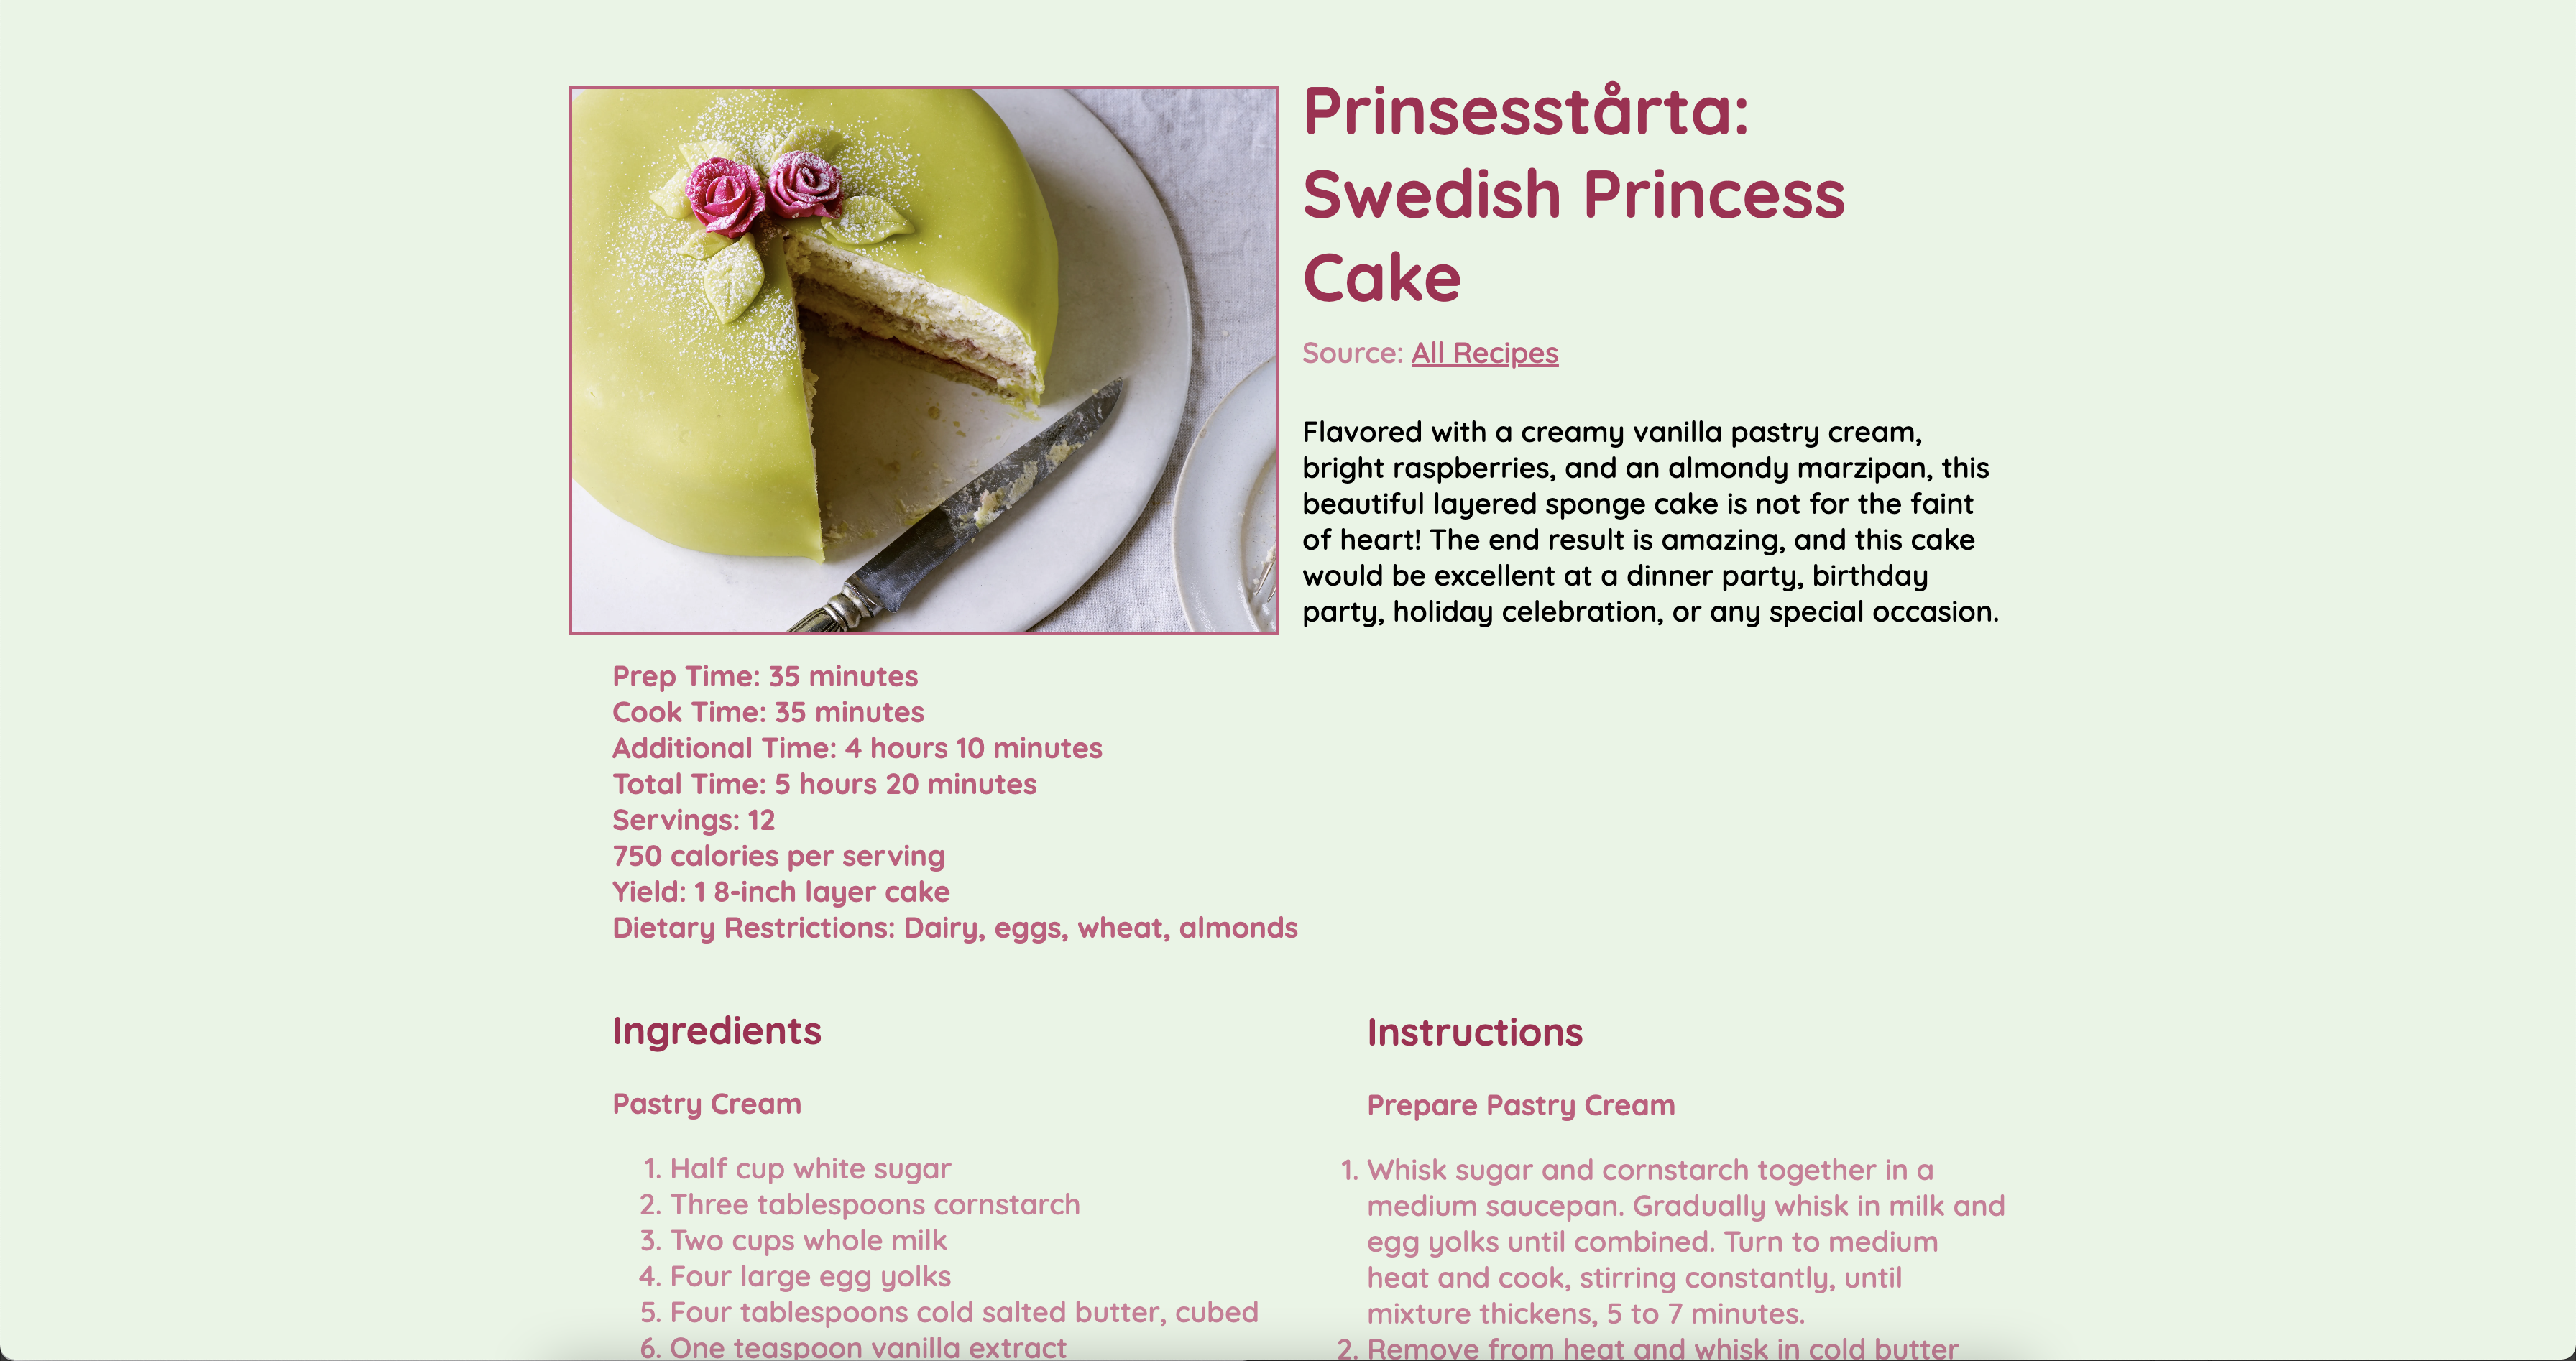 Prinsesstårta:
Swedish Princess
Cake
Source: All Recipes
Flavored with a creamy vanilla pastry cream,
bright raspberries, and an almondy marzipan, this
beautiful layered sponge cake is not for the faint
of heart! The end result is amazing, and this cake
would be excellent at a dinner party, birthday
party, holiday celebration, or any special occasion.
Prep Time: 35 minutes
Cook Time: 35 minutes
Additional Time: 4 hours 10 minutes
Total Time: 5 hours 20 minutes
Servings: 12
750 calories per serving
Yield: 1 8-inch layer cake
Dietary Restrictions: Dairy, eggs, wheat, almonds
Ingredients
Pastry Cream
1. Half cup white sugar
2. Three tablespoons cornstarch
3. Two cups whole milk
4. Four large egg yolks
5. Four tablespoons cold salted butter, cubed
6. One teaspoon vanilla extract
Instructions
Prepare Pastry Cream
1. Whisk sugar and cornstarch together in a
medium saucepan. Gradually whisk in milk and
egg yolks until combined. Turn to medium
heat and cook, stirring constantly, until
mixture thickens, 5 to 7 minutes.
2. Remove from heat and whisk in cold butter